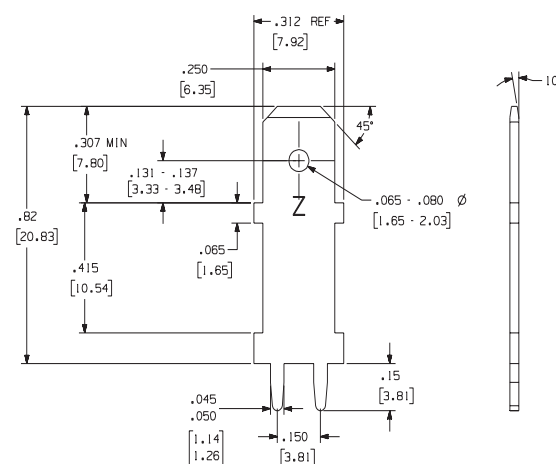 .312 REF
[7.92]
.250
[6.35]
10
45°
.307 MIN
[7.80]
.131 - .137
[3.33 - 3.48]
.065 - .080 Ø
[1.65 - 2.03]
Z
.82
[20.83]
.065
[1.65]
.415
[10.54]
.15
[3.81]
.045
.050
[1.14
1.26]
.150
[3.81]